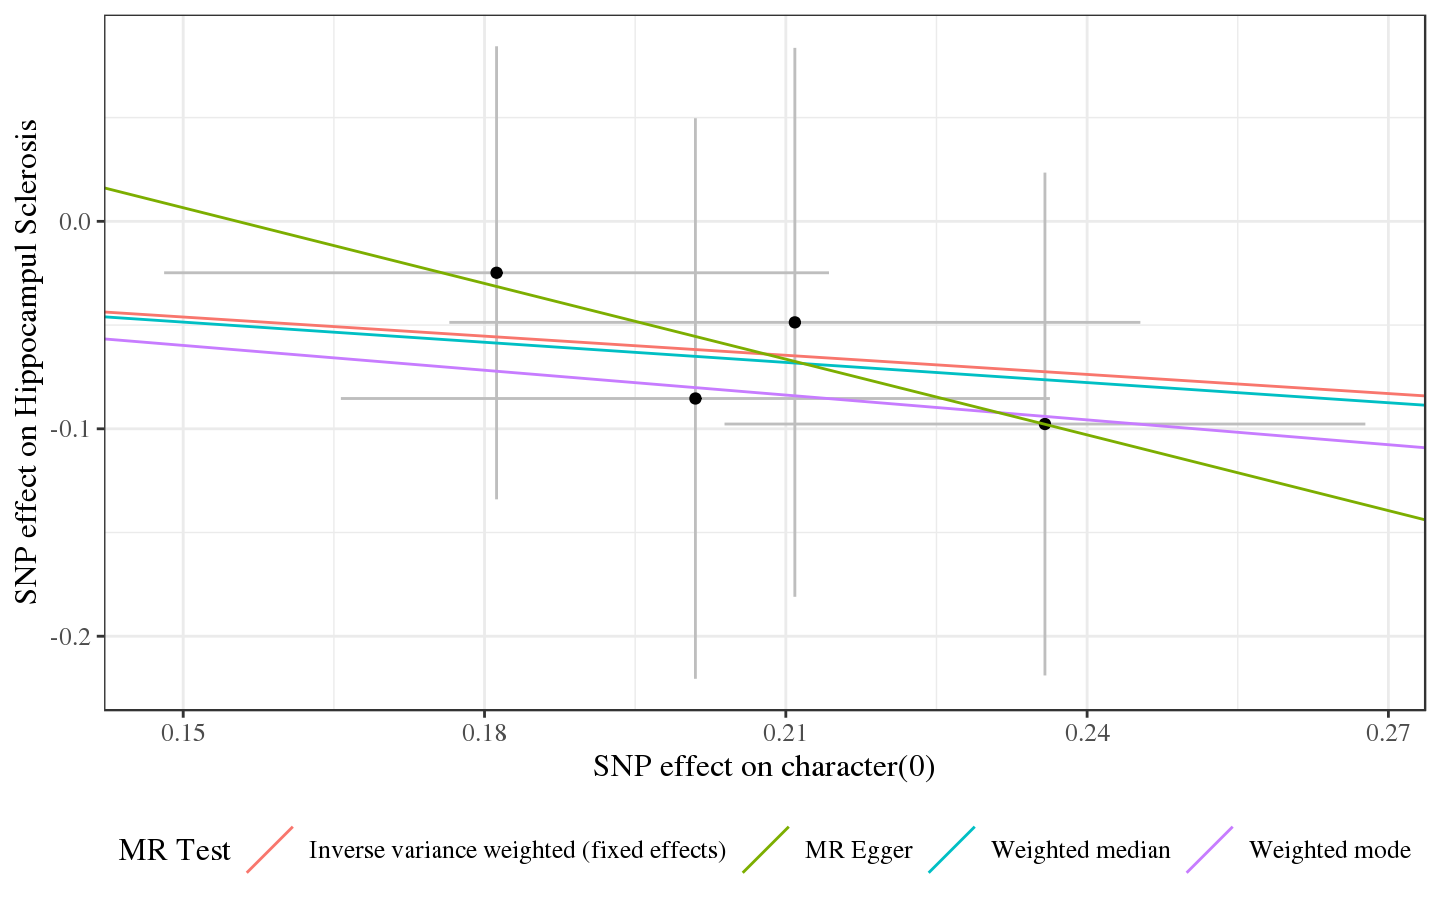 SNP effect on Hippocampul Sclerosis
0.0
-0.1
-0.2
0.15 0.18 0.21 0.24 0.27
SNP effect on character(0)
MR Test Inverse variance weighted (fixed effects) MR Egger Weighted median Weighted mode